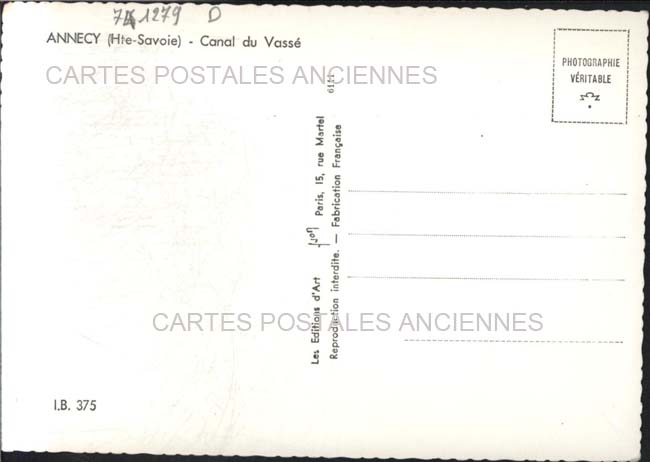 74 1279 D
ANNECY (Hte-Savoie) - Canal du Vassé
CARTES POSTALES ANCIENNES
PHOTOGRAPHIE
VÉRITABLE
Les Editions d'Art Yvon Paris, 15, rue Martel
Reproduction interdite. — Fabrication Française
CARTES POSTALES ANCIENNES
I.B. 375